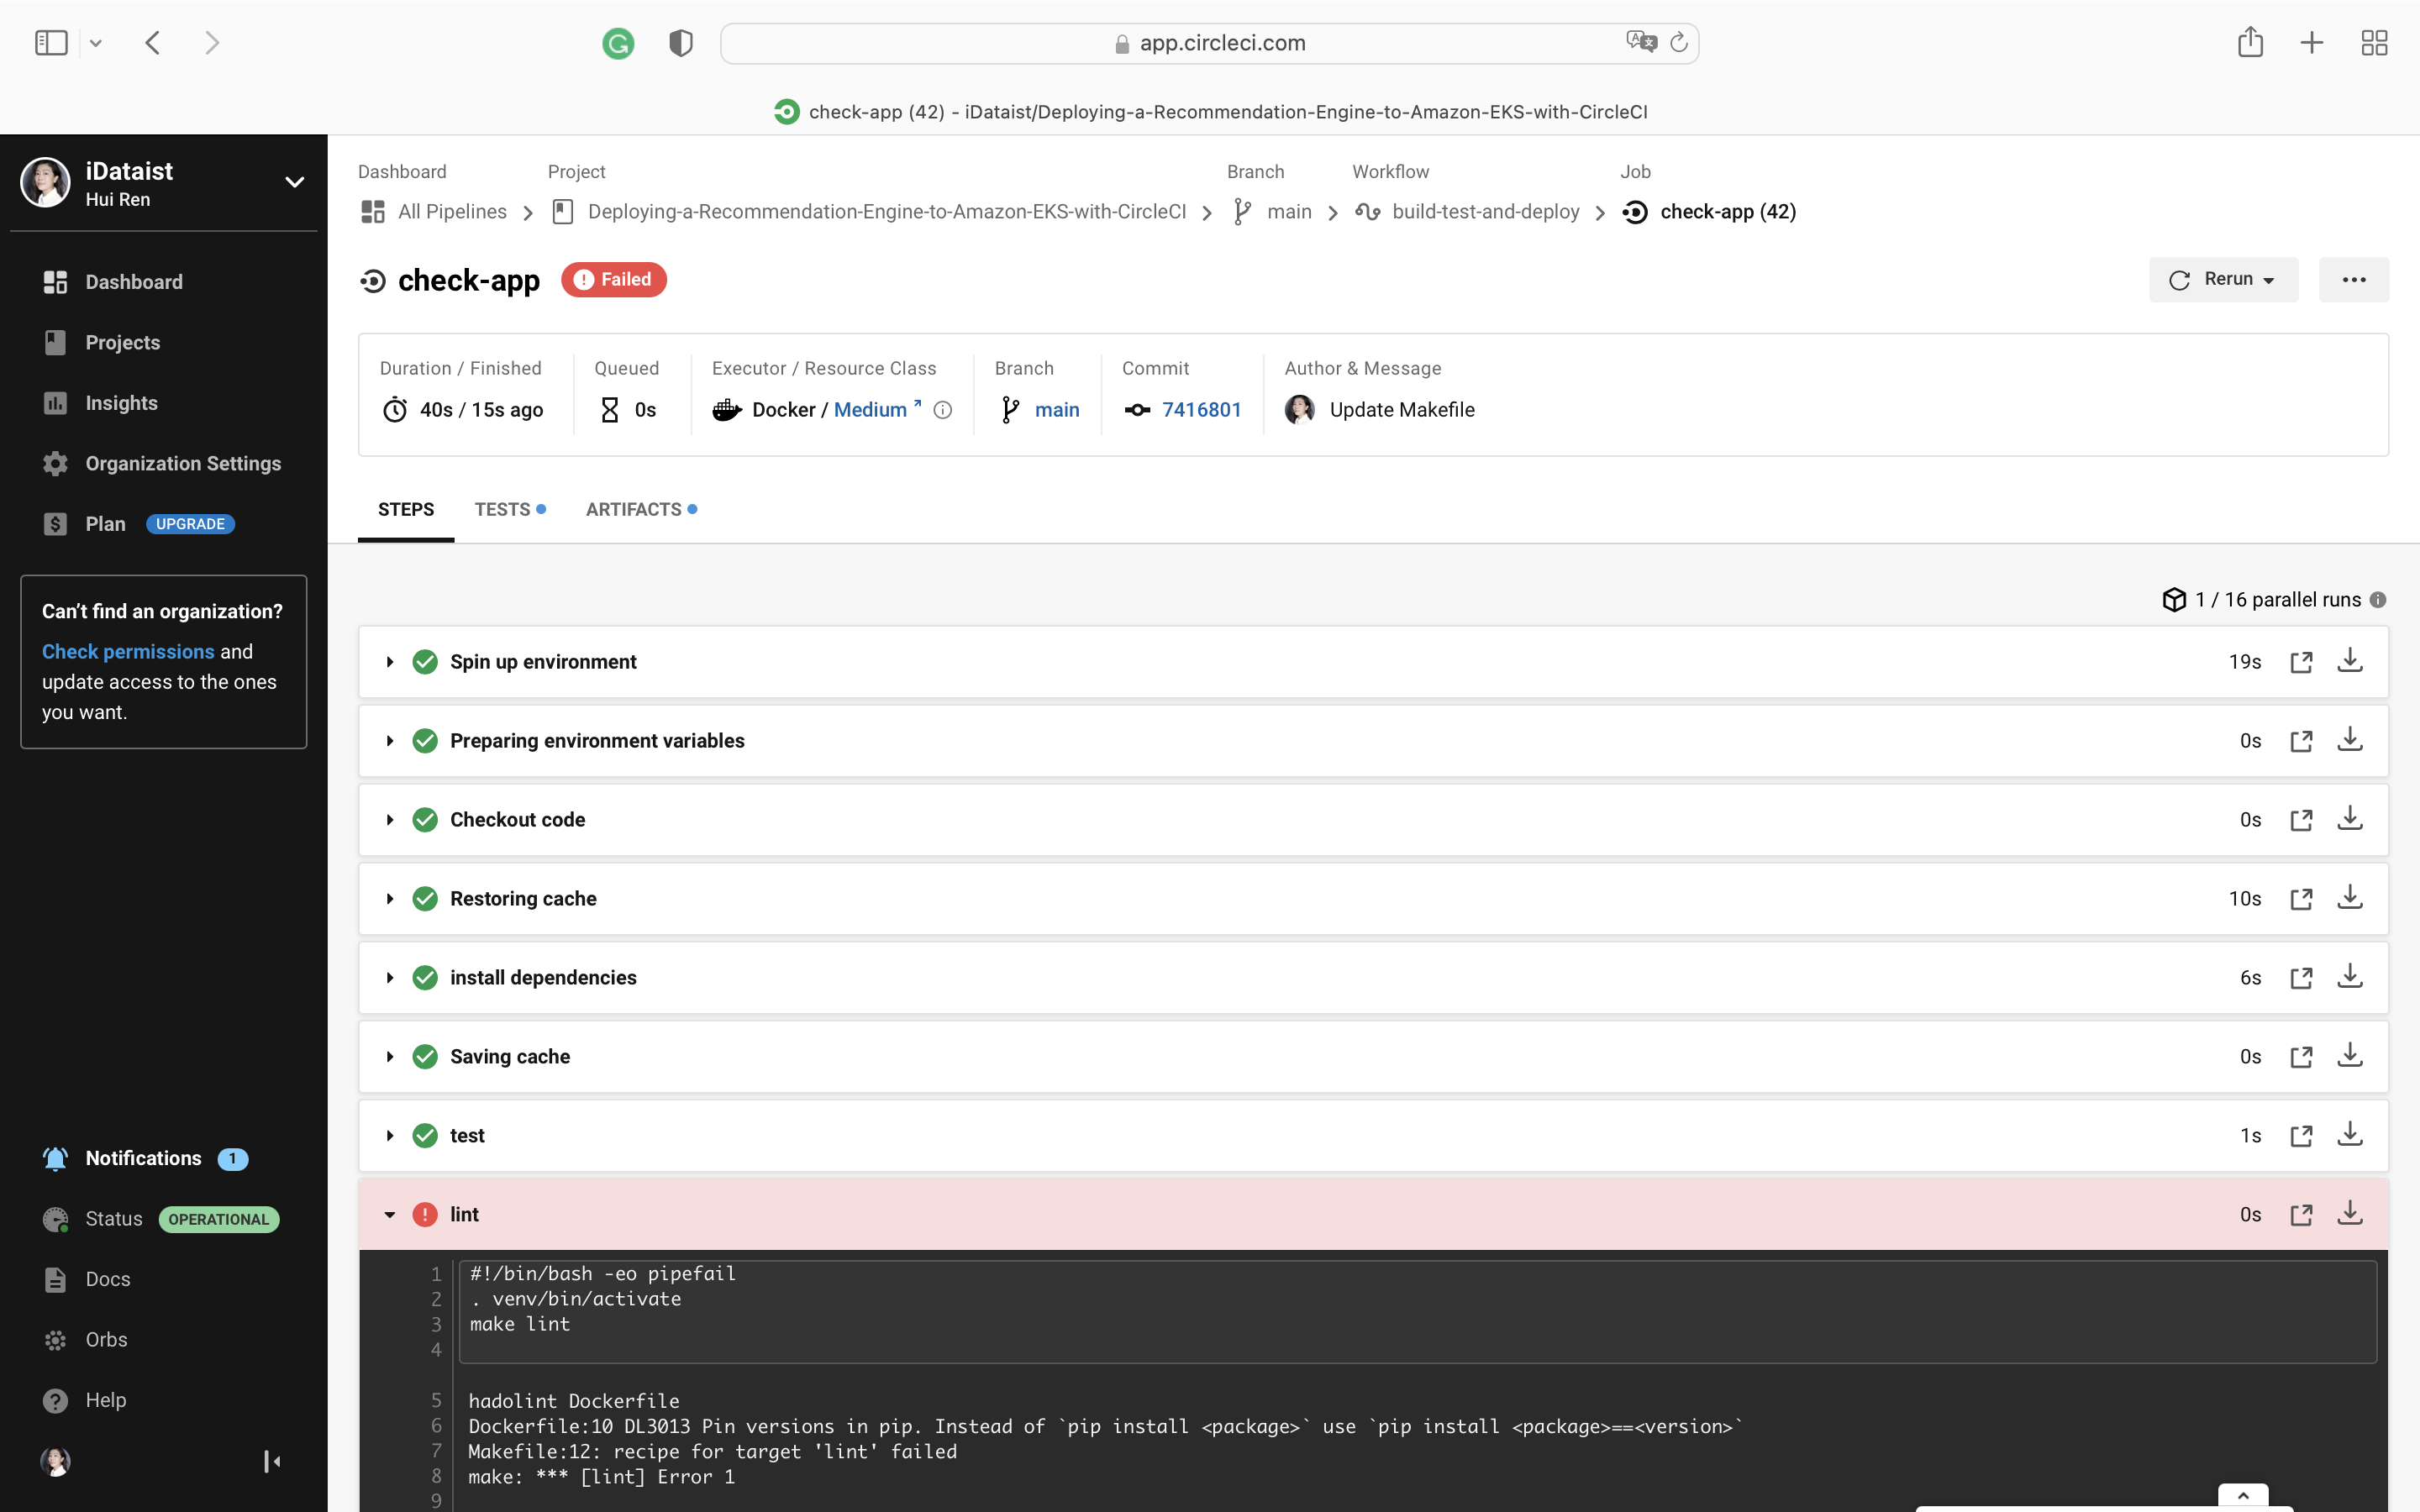 app.circleci.com
check-app (42) - iDataist/Deploying-a-Recommendation-Engine-to-Amazon-EKS-with-CircleCI
iDataist
Hui Ren
Dashboard
Projects
Insights
Organization Settings
Plan UPGRADE
Can't find an organization?
Check permissions and
update access to the ones
you want.
Notifications 1
Status OPERATIONAL
Docs
Orbs
Help
Dashboard Project Branch Workflow Job
All Pipelines Deploying-a-Recommendation-Engine-to-Amazon-EKS-with-CircleCI main build-test-and-deploy check-app (42)
check-app Failed Rerun
Duration / Finished Queued Executor / Resource Class Branch Commit Author & Message
40s / 15s ago 0s Docker / Medium main 7416801 Update Makefile
STEPS TESTS ARTIFACTS
1 / 16 parallel runs
Spin up environment 19s
Preparing environment variables 0s
Checkout code 0s
Restoring cache 10s
install dependencies 6s
Saving cache 0s
test 1s
lint 0s
1 #!/bin/bash -eo pipefail
2 . venv/bin/activate
3 make lint
4
5 hadolint Dockerfile
6 Dockerfile:10 DL3013 Pin versions in pip. Instead of `pip install <package>` use `pip install <package>==<version>`
7 Makefile:12: recipe for target 'lint' failed
8 make: *** [lint] Error 1
9